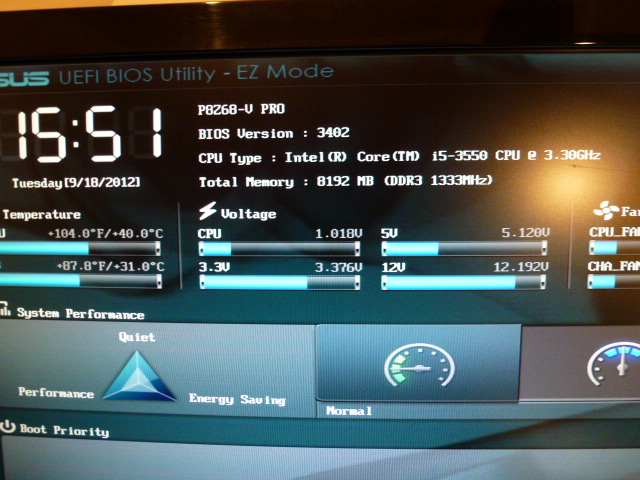 SUS UEFI BIOS Utility - EZ Mode
15:51
Tuesday[9/18/2012]
P8Z68-V PRO
BIOS Version : 3402
CPU Type : Intel(R) Core(TM) i5-3550 CPU @ 3.30GHz
Total Memory : 8192 MB (DDR3 1333MHz)
Temperature
U +104.0°F/+40.0°C
+87.8°F/+31.0°C
Voltage
CPU 1.018V 5V 5.120V
3.3V 3.376V 12V 12.192V
Fan
CPU_FAN
CHA_FAN
System Performance
Quiet
Performance
Energy Saving
Normal
Boot Priority